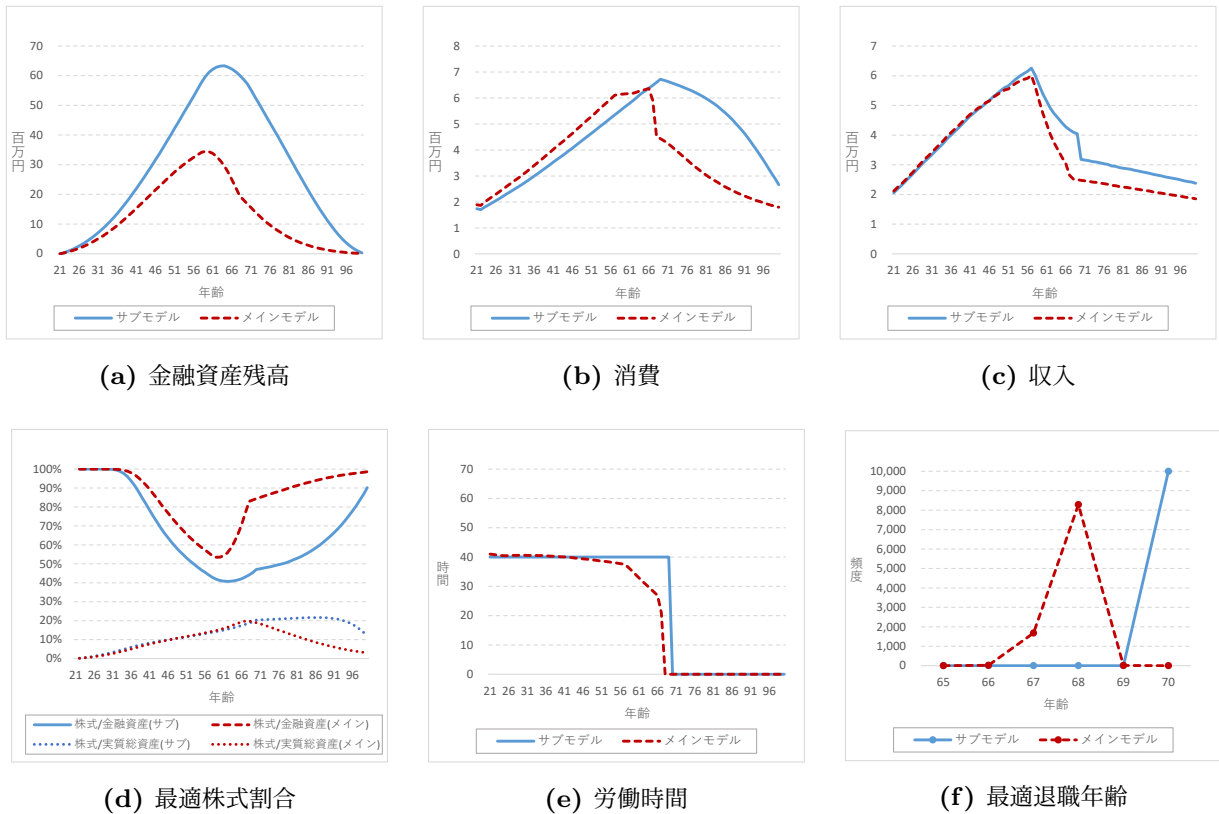 70
60
50
40
30
20
10
0
百万円
21 26 31 36 41 46 51 56 61 66 71 76 81 86 91 96
年齢
サブモデル メインモデル
(a) 金融資産残高
8
7
6
5
4
3
2
1
0
百万円
21 26 31 36 41 46 51 56 61 66 71 76 81 86 91 96
年齢
サブモデル メインモデル
(b) 消費
7
6
5
4
3
2
1
0
百万円
21 26 31 36 41 46 51 56 61 66 71 76 81 86 91 96
年齢
サブモデル メインモデル
(c) 収入
100%
90%
80%
70%
60%
50%
40%
30%
20%
10%
0%
21 26 31 36 41 46 51 56 61 66 71 76 81 86 91 96
年齢
株式/金融資産(サブ) 株式/金融資産(メイン)
株式/実質総資産(サブ) 株式/実質総資産(メイン)
(d) 最適株式割合
70
60
50
40
30
20
10
0
時間
21 26 31 36 41 46 51 56 61 66 71 76 81 86 91 96
年齢
サブモデル メインモデル
(e) 労働時間
10,000
9,000
8,000
7,000
6,000
5,000
4,000
3,000
2,000
1,000
0
頻度
65 66 67 68 69 70
年齢
サブモデル メインモデル
(f) 最適退職年齢